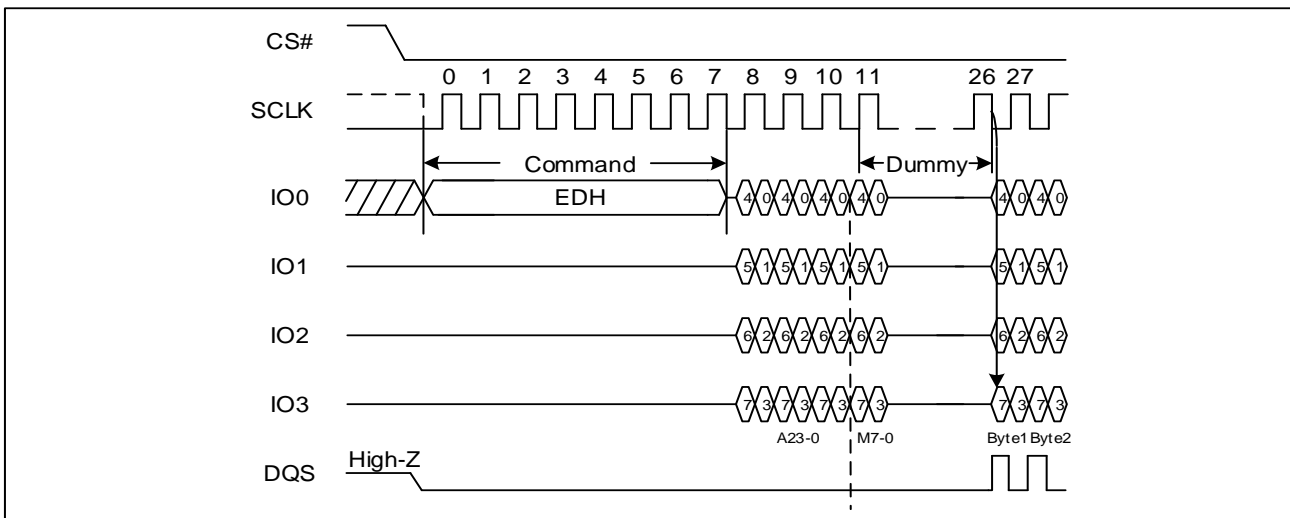 CS#
0 1 2 3 4 5 6 7 8 9 10 11 26 27
SCLK
Command Dummy
IO0 EDH 4 0 4 0 4 0 4 0 4 0 4 0
IO1 5 1 5 1 5 1 5 1 5 1 5 1
IO2 6 2 6 2 6 2 6 2 6 2 6 2
IO3 7 3 7 3 7 3 7 3 7 3 7 3
A23-0 M7-0 Byte1 Byte2
High-Z
DQS